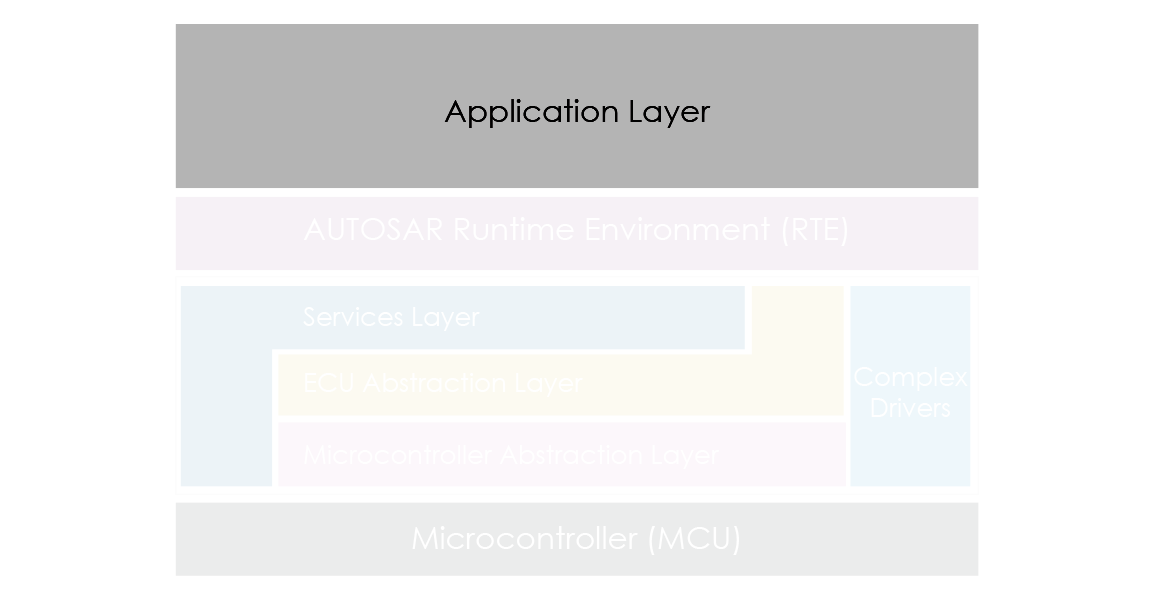 Application Layer
AUTOSAR Runtime Environment (RTE)
Services Layer
ECU Abstraction Layer
Complex
Drivers
Microcontroller Abstraction Layer
Microcontroller (MCU)